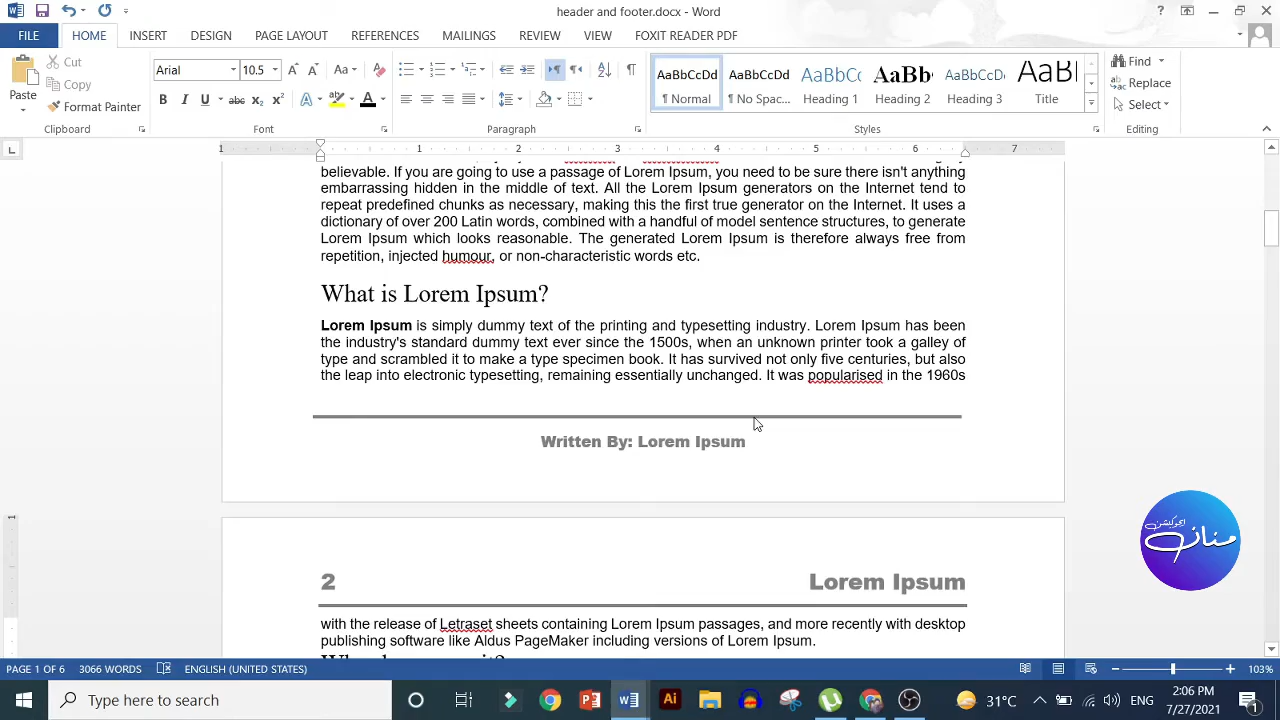 header and footer.docx - Word
FILE HOME INSERT DESIGN PAGE LAYOUT REFERENCES MAILINGS REVIEW VIEW FOXIT READER PDF
Paste
Cut
Copy
Format Painter
Clipboard
Arial 10.5
Font
Paragraph
AaBbCcDd AaBbCcDd AaBbCc AaBb AaBbCcD AaB
¶ Normal ¶ No Spac... Heading 1 Heading 2 Heading 3 Title
Styles
Find
Replace
Select
Editing
1 1 2 3 4 5 6 7
believable. If you are going to use a passage of Lorem Ipsum, you need to be sure there isn't anything
embarrassing hidden in the middle of text. All the Lorem Ipsum generators on the Internet tend to
repeat predefined chunks as necessary, making this the first true generator on the Internet. It uses a
dictionary of over 200 Latin words, combined with a handful of model sentence structures, to generate
Lorem Ipsum which looks reasonable. The generated Lorem Ipsum is therefore always free from
repetition, injected humour, or non-characteristic words etc.
What is Lorem Ipsum?
Lorem Ipsum is simply dummy text of the printing and typesetting industry. Lorem Ipsum has been
the industry's standard dummy text ever since the 1500s, when an unknown printer took a galley of
type and scrambled it to make a type specimen book. It has survived not only five centuries, but also
the leap into electronic typesetting, remaining essentially unchanged. It was popularised in the 1960s
Written By: Lorem Ipsum
منان ایجوکیشن
2 Lorem Ipsum
with the release of Letraset sheets containing Lorem Ipsum passages, and more recently with desktop
publishing software like Aldus PageMaker including versions of Lorem Ipsum.
PAGE 1 OF 6 3066 WORDS ENGLISH (UNITED STATES) 103%
Type here to search
31°C ENG 2:06 PM
7/27/2021